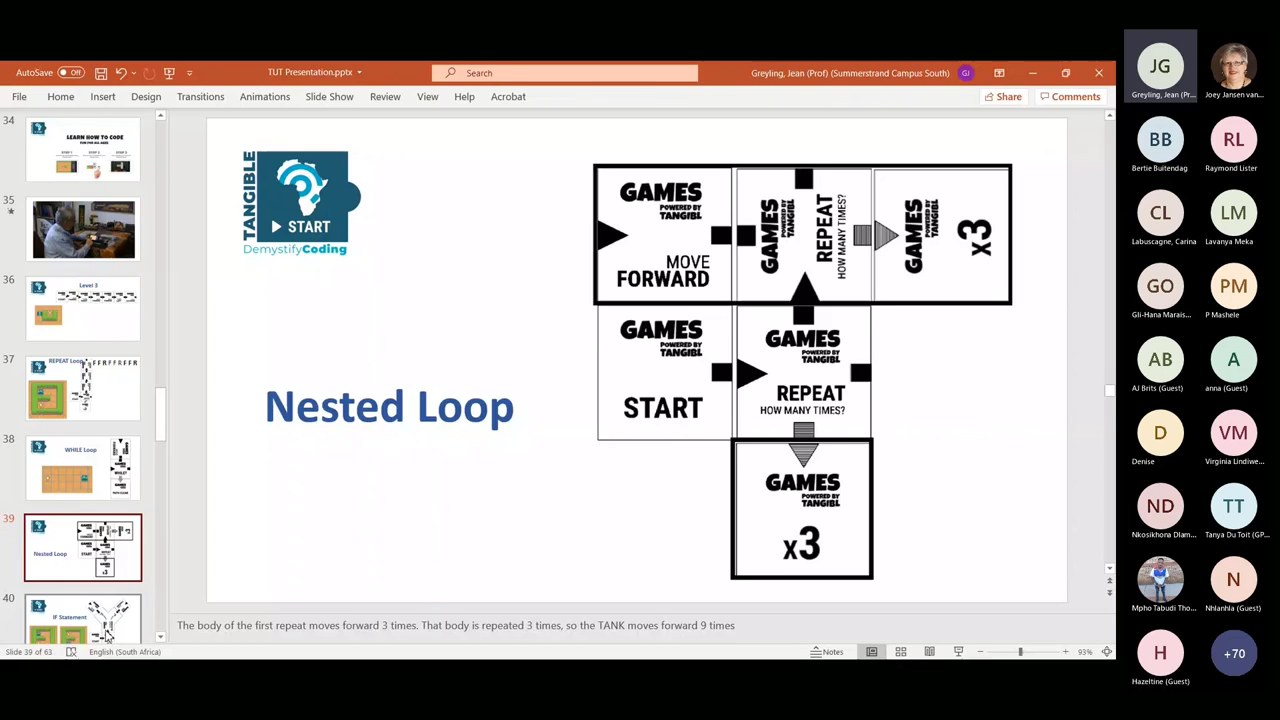 AutoSave Off
TUT Presentation.pptx
Search
Greyling, Jean (Prof) (Summerstrand Campus South)
GJ
File Home Insert Design Transitions Animations Slide Show Review View Help Acrobat
Share Comments
34
LEARN HOW TO CODE
35
36
Level 3
37
REPEAT Loop
F F R F F R F F R
38
WHILE Loop
39
Nested Loop
40
IF Statement
TANGIBLE
START
DemystifyCoding
Nested Loop
GAMES
POWERED BY
TANGIBL
MOVE
FORWARD
GAMES
POWERED BY
TANGIBL
REPEAT
HOW MANY TIMES?
GAMES
POWERED BY
TANGIBL
x3
GAMES
POWERED BY
TANGIBL
START
GAMES
POWERED BY
TANGIBL
REPEAT
HOW MANY TIMES?
GAMES
POWERED BY
TANGIBL
x3
The body of the first repeat moves forward 3 times. That body is repeated 3 times, so the TANK moves forward 9 times
Slide 39 of 63
English (South Africa)
Notes
93%
JG
Greyling, Jean (Pr...
Joey Jansen van...
BB
Bertie Buitendag
RL
Raymond Lister
CL
Labuscagne, Carina
LM
Lavanya Meka
GO
Gli-Hana Marais...
PM
P Mashele
AB
AJ Brits (Guest)
A
anna (Guest)
D
Denise
VM
Virginia Lindiwe...
ND
Nkosikhona Dlam...
TT
Tanya Du Toit (GP...
Mpho Tabudi Tho...
N
Nhlanhla (Guest)
H
Hazeltine (Guest)
+70